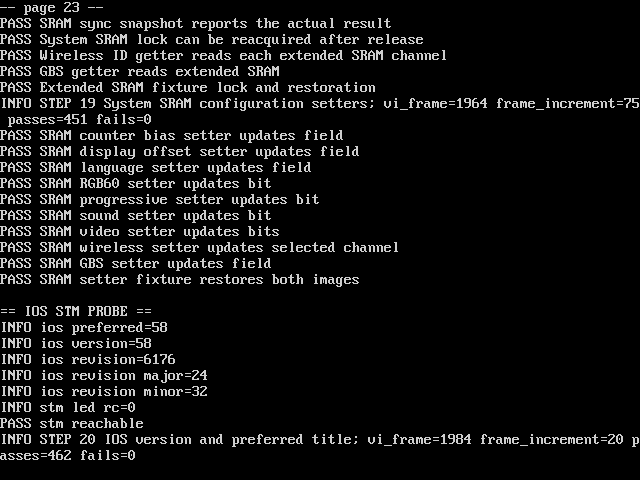 -- page 23 --
PASS SRAM sync snapshot reports the actual result
PASS System SRAM lock can be reacquired after release
PASS Wireless ID getter reads each extended SRAM channel
PASS GBS getter reads extended SRAM
PASS Extended SRAM fixture lock and restoration
INFO STEP 19 System SRAM configuration setters; vi_frame=1964 frame_increment=75
 passes=451 fails=0
PASS SRAM counter bias setter updates field
PASS SRAM display offset setter updates field
PASS SRAM language setter updates field
PASS SRAM RGB60 setter updates bit
PASS SRAM progressive setter updates bit
PASS SRAM sound setter updates bit
PASS SRAM video setter updates bits
PASS SRAM wireless setter updates selected channel
PASS SRAM GBS setter updates field
PASS SRAM setter fixture restores both images
== IOS STM PROBE ==
INFO ios preferred=58
INFO ios version=58
INFO ios revision=6176
INFO ios revision major=24
INFO ios revision minor=32
INFO stm led rc=0
PASS stm reachable
INFO STEP 20 IOS version and preferred title; vi_frame=1984 frame_increment=20 p
asses=462 fails=0